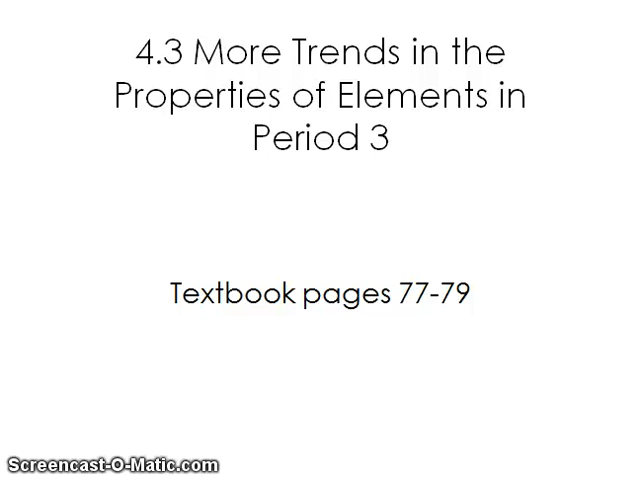 4.3 More Trends in the
Properties of Elements in
Period 3
Textbook pages 77-79
Screencast-O-Matic.com